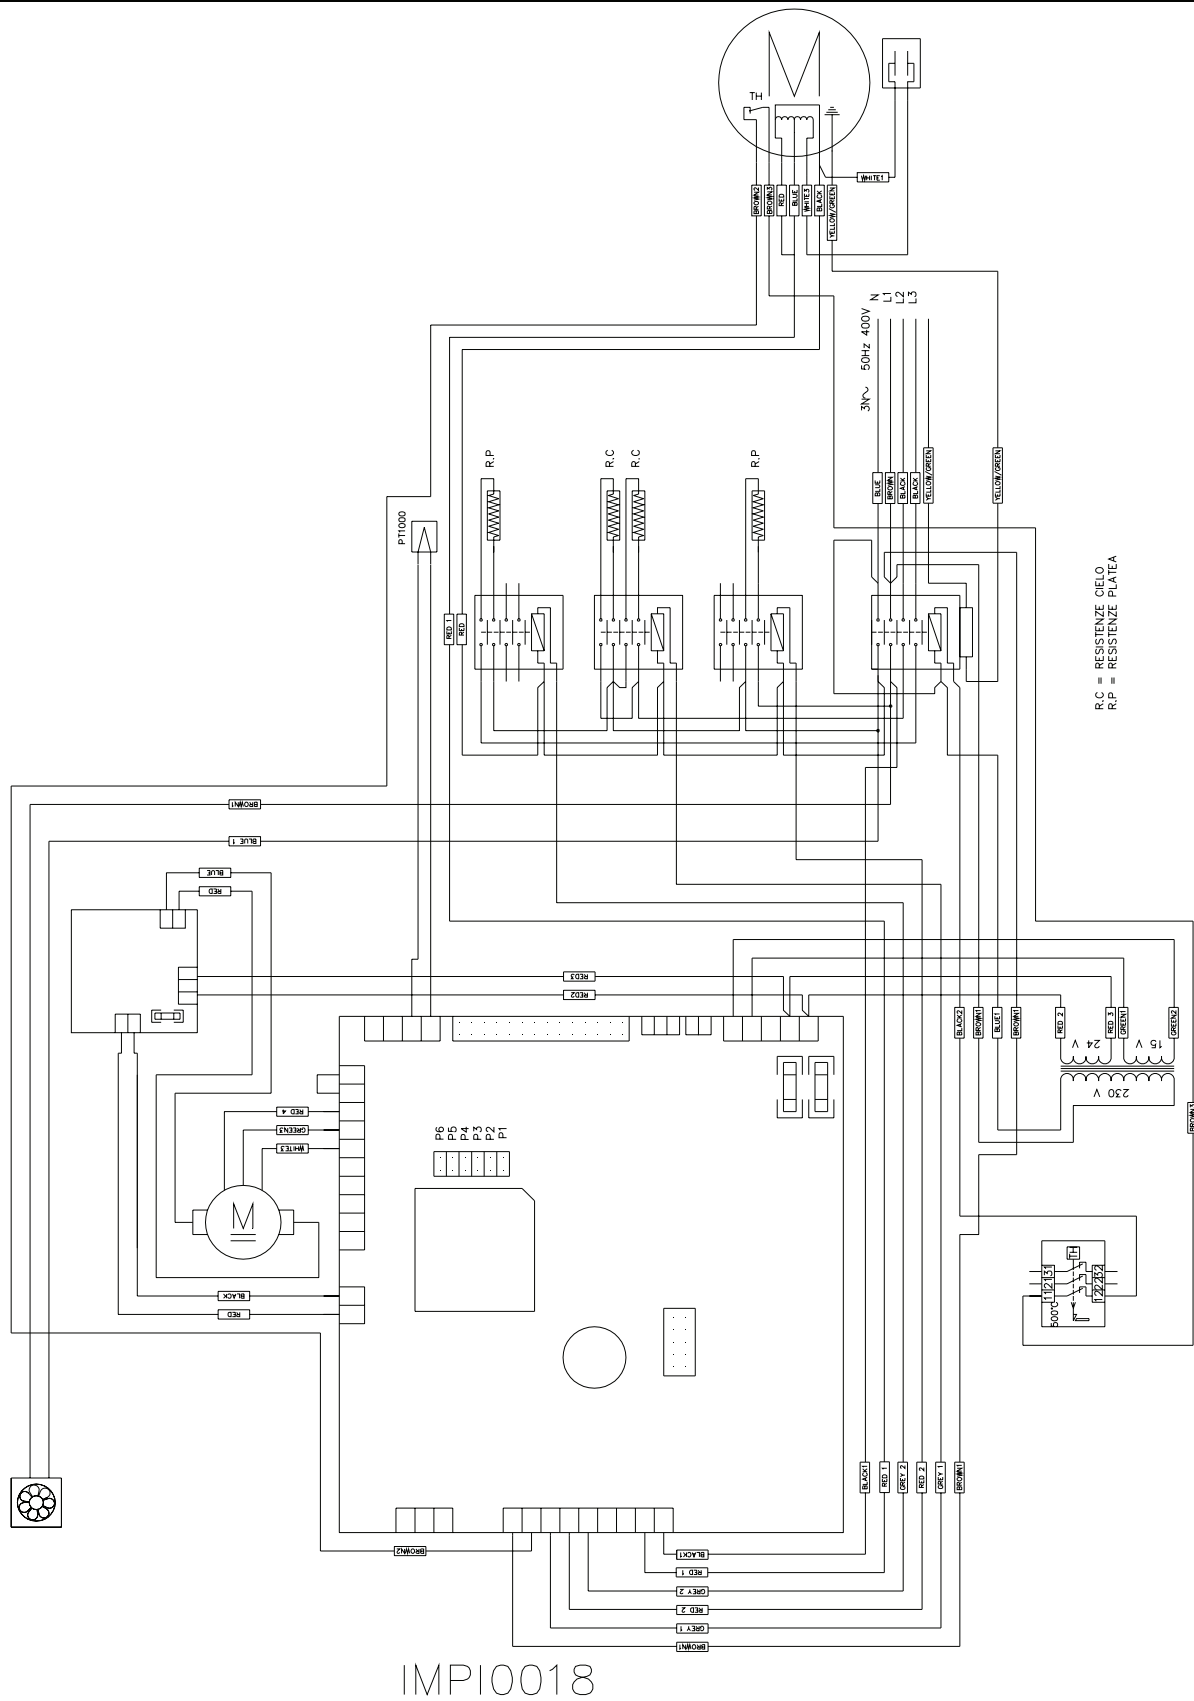 TH
WHITE1
BROWN2
BROWN3
RED
BLUE
WHITE3
BLACK
YELLOW/GREEN
3N~ 50Hz 400V
N
L1
L2
L3
R.P
R.C
R.C
R.P
BLUE
BROWN
BLACK
BLACK
YELLOW/GREEN
YELLOW/GREEN
PT1000
RED 1
RED
R.C = RESISTENZE CIELO
R.P = RESISTENZE PLATEA
BROWN1
BLUE 1
BLUE
RED
RED3
RED2
BLACK2
BROWN1
BLUE1
BROWN1
RED 2
RED 3
GREEN1
GREEN2
24 V
15 V
230 V
BROWN3
RED 4
GREEN3
WHITE3
M
P6
P5
P4
P3
P2
P1
BLACK
RED
TH
11 21 31
12 22 32
500°C
BLACK1
RED 1
GREY 2
RED 2
GREY 1
BROWN1
BROWN2
BLACK1
RED 1
GREY 2
RED 2
GREY 1
BROWN1
IMPI0018